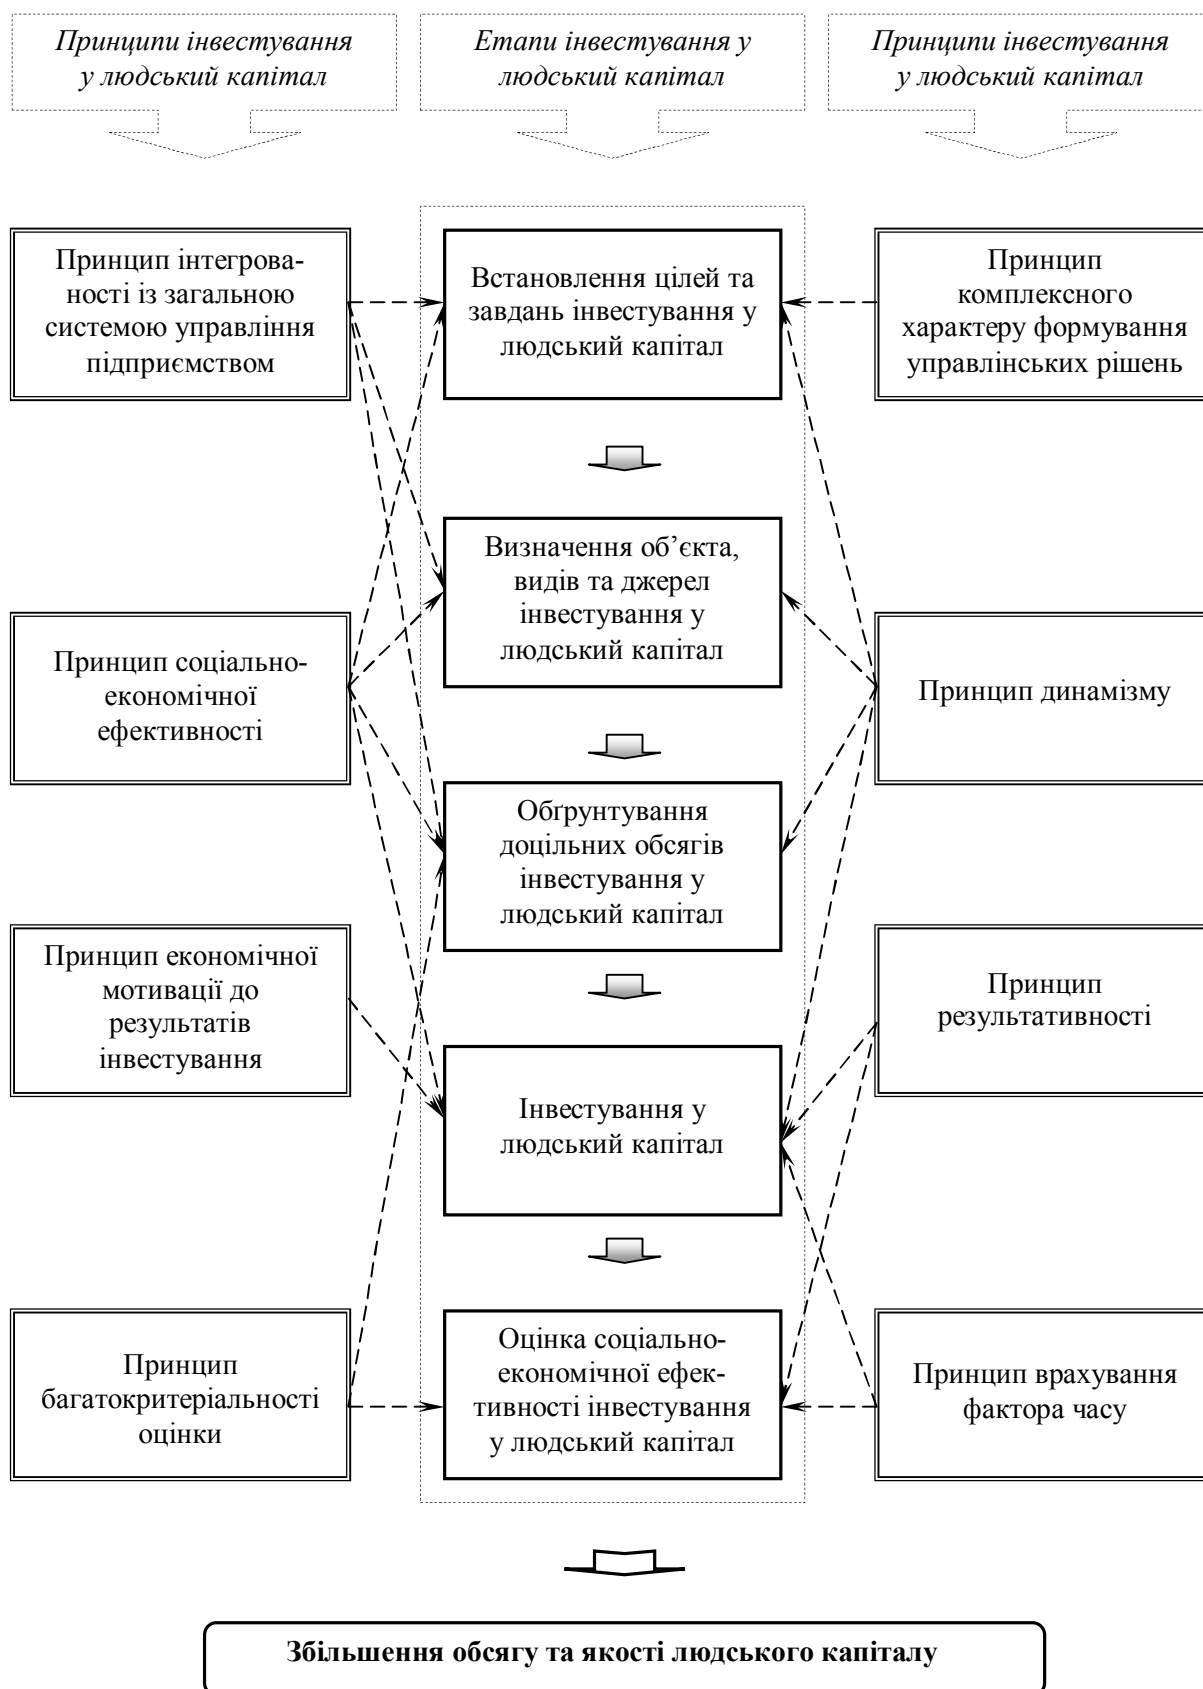 Принципи інвестування
у людський капітал
Етапи інвестування у
людський капітал
Принципи інвестування
у людський капітал
Принцип інтегрова-
ності із загальною
системою управління
підприємством
Встановлення цілей та
завдань інвестування у
людський капітал
Принцип
комплексного
характеру формування
управлінських рішень
Визначення об’єкта,
видів та джерел
інвестування у
людський капітал
Принцип соціально-
економічної
ефективності
Принцип динамізму
Обґрунтування
доцільних обсягів
інвестування у
людський капітал
Принцип економічної
мотивації до
результатів
інвестування
Принцип
результативності
Інвестування у
людський капітал
Принцип
багатокритеріальності
оцінки
Оцінка соціально-
економічної ефек-
тивності інвестування
у людський капітал
Принцип врахування
фактора часу
Збільшення обсягу та якості людського капіталу